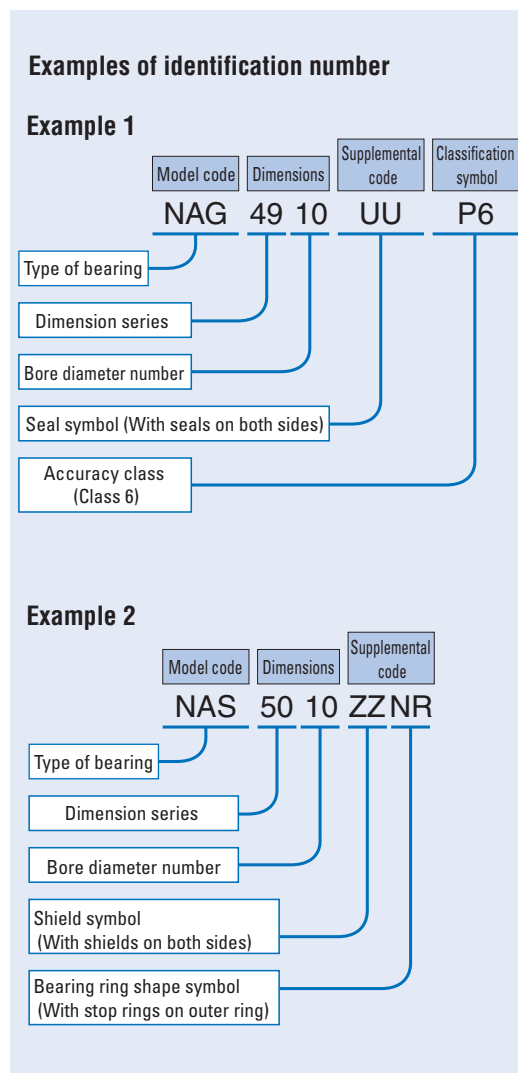 Examples of identification number
Example 1
Model code Dimensions Supplemental code Classification symbol
NAG 49 10 UU P6
Type of bearing
Dimension series
Bore diameter number
Seal symbol (With seals on both sides)
Accuracy class
(Class 6)
Example 2
Model code Dimensions Supplemental code
NAS 50 10 ZZ NR
Type of bearing
Dimension series
Bore diameter number
Shield symbol
(With shields on both sides)
Bearing ring shape symbol
(With stop rings on outer ring)